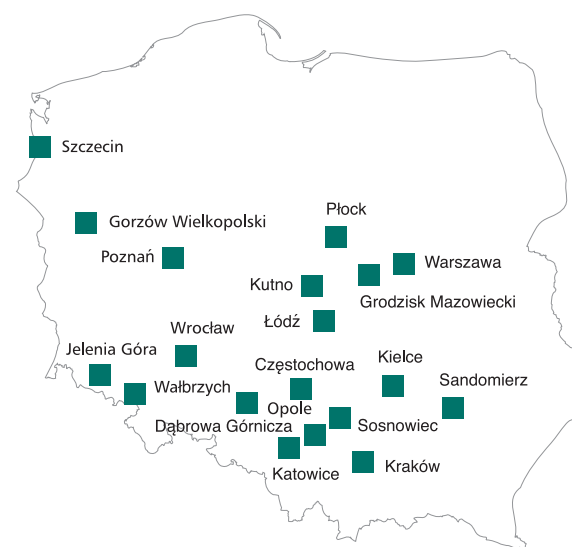 Szczecin
Płock
Gorzów Wielkopolski
Poznań
Warszawa
Kutno
Grodzisk Mazowiecki
Łódź
Wrocław
Jelenia Góra
Częstochowa
Kielce
Wałbrzych
Sandomierz
Opole
Dąbrowa Górnicza
Sosnowiec
Katowice
Kraków